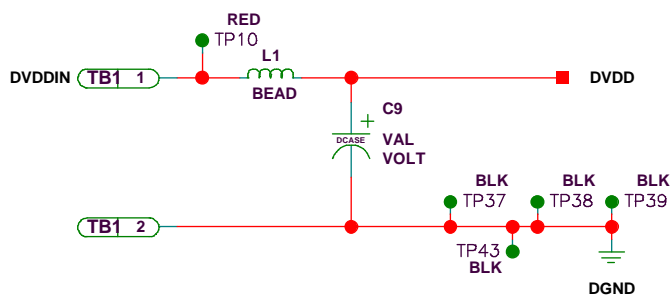 RED
TP10
L1
DVDDIN
TB1 1
BEAD
DVDD
C9
DCASE
VAL
VOLT
BLK
TP37
BLK
TP38
BLK
TP39
TB1 2
TP43
BLK
DGND